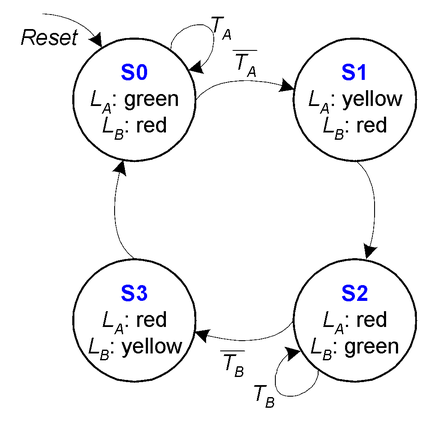 Reset
T_A
T̅_A̅
S0
L_A: green
L_B: red
S1
L_A: yellow
L_B: red
S3
L_A: red
L_B: yellow
S2
L_A: red
L_B: green
T̅_B̅
T_B